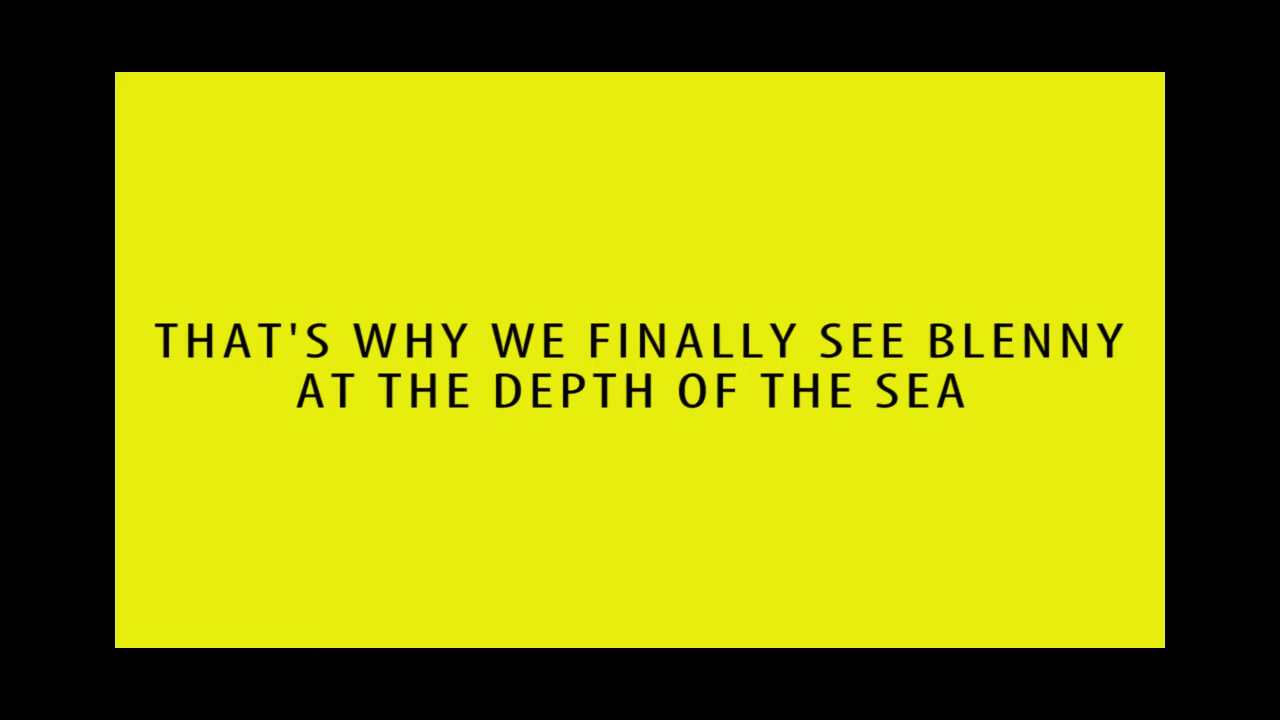 THAT'S WHY WE FINALLY SEE BLENNY
AT THE DEPTH OF THE SEA